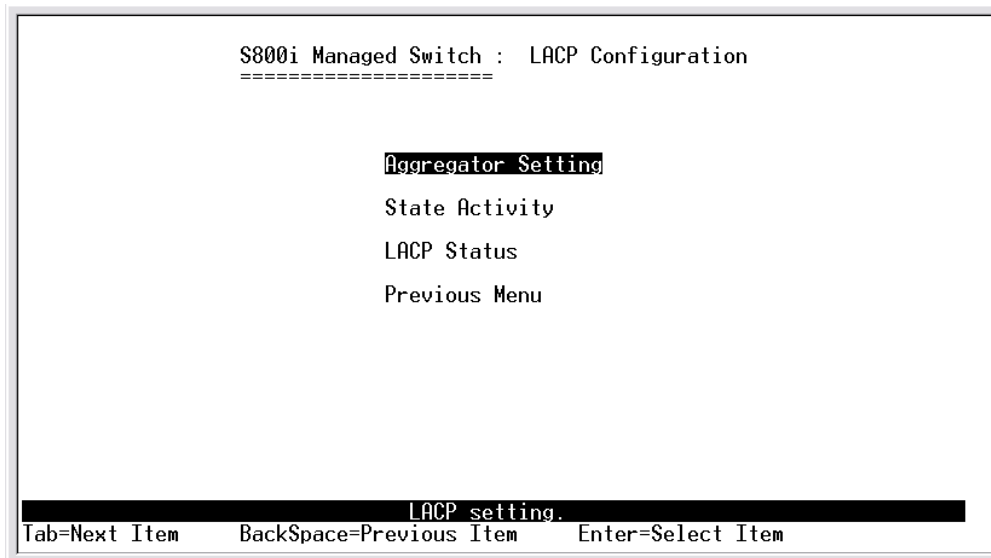 S800i Managed Switch :  LACP Configuration
=====================
Aggregator Setting
State Activity
LACP Status
Previous Menu
LACP setting.
Tab=Next Item     BackSpace=Previous Item     Enter=Select Item